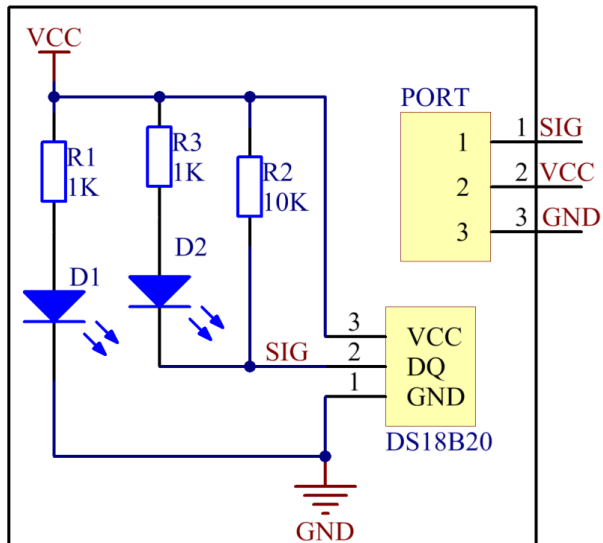 VCC
PORT
R1
1K
R3
1K
R2
10K
1
2
3
1 SIG
2 VCC
3 GND
D1
D2
SIG
3
2
1
VCC
DQ
GND
DS18B20
GND